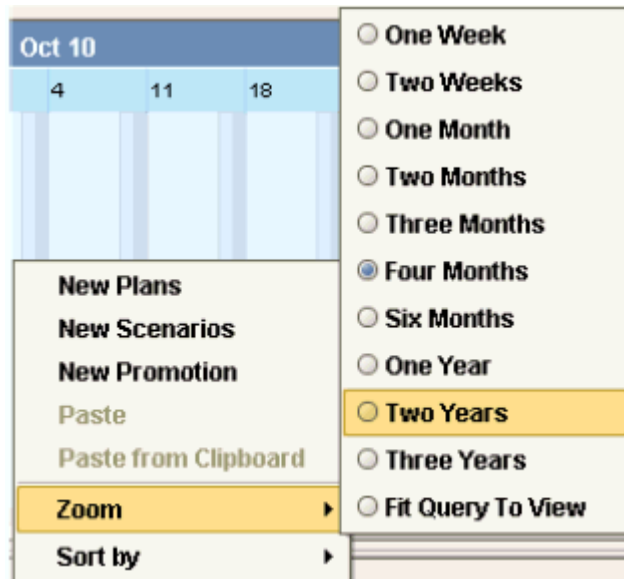 Oct 10
4 11 18
New Plans
New Scenarios
New Promotion
Paste
Paste from Clipboard
Zoom
Sort by
One Week
Two Weeks
One Month
Two Months
Three Months
Four Months
Six Months
One Year
Two Years
Three Years
Fit Query To View